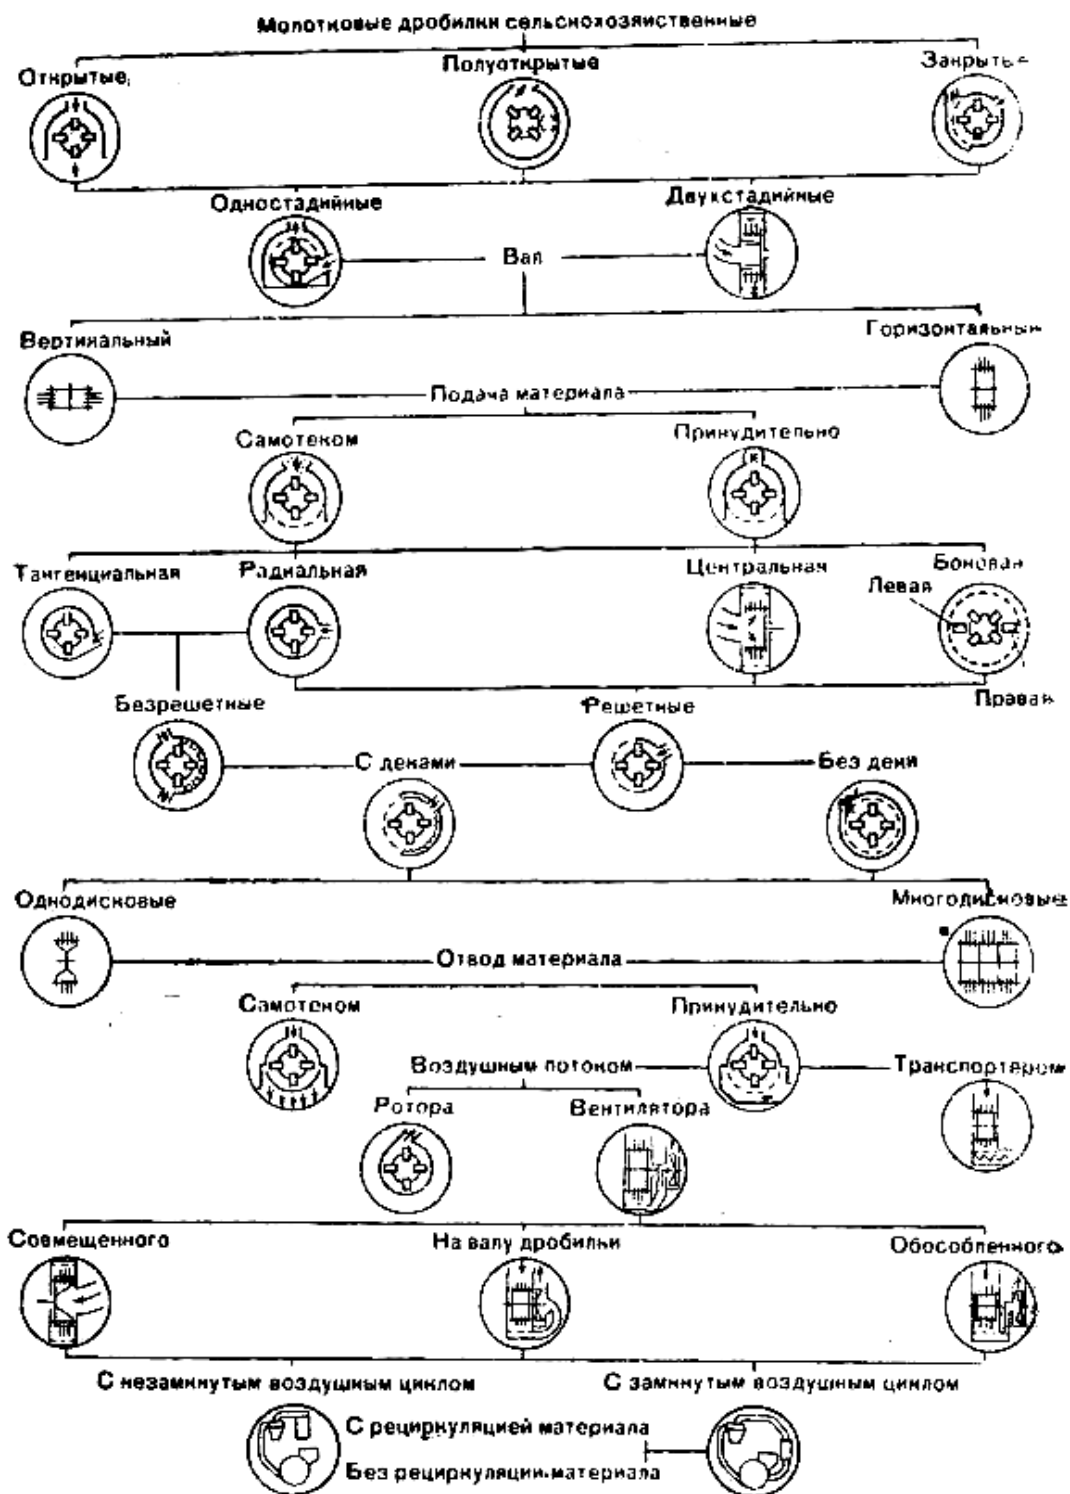 Молотковые дробилки сельскохозяйственные
Открытые
Полуоткрытые
Закрытые
Одностадийные
Двухстадийные
Вал
Вертикальный
Горизонтальный
Подача материала
Самотеком
Принудительно
Тангенциальная
Радиальная
Центральная
Боковая
Левая
Правая
Безрешетные
Решетные
С деками
Без деки
Однодисковые
Многодисковые
Отвод материала
Самотеком
Принудительно
Воздушным потоком
Транспортером
Ротора
Вентилятора
Совмещенного
На валу дробилки
Обособленного
С незамкнутым воздушным циклом
С замкнутым воздушным циклом
С рециркуляцией материала
Без рециркуляции материала